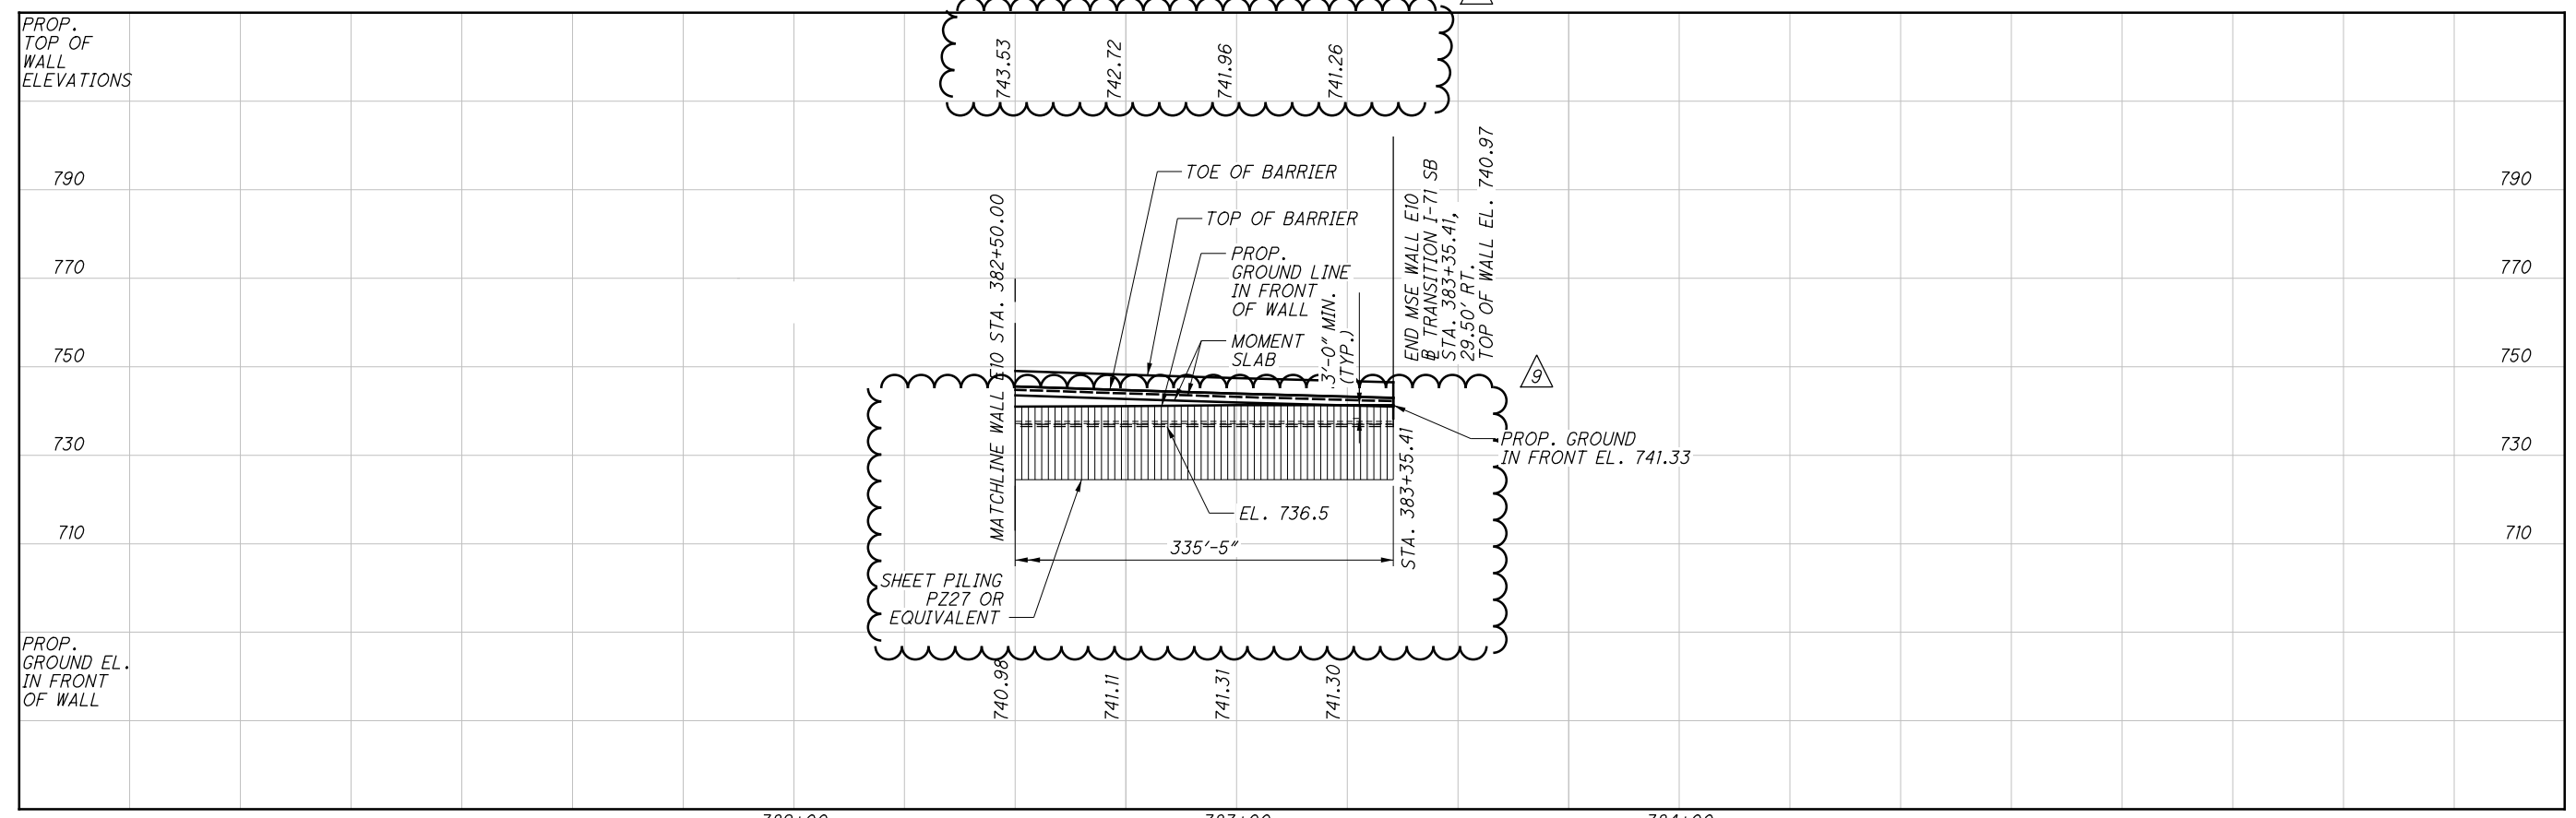 PROP.
TOP OF
WALL
ELEVATIONS
743.53
742.72
741.96
741.26
790
790
770
770
750
750
730
730
710
710
TOE OF BARRIER
TOP OF BARRIER
PROP.
GROUND LINE
IN FRONT
OF WALL
MOMENT
SLAB
3'-0" MIN.
(TYP.)
MATCHLINE WALL E10 STA. 382+50.00
END MSE WALL E10
B TRANSITION I-71 SB
STA. 383+35.41,
29.50' RT.
TOP OF WALL EL. 740.97
9
PROP. GROUND
IN FRONT EL. 741.33
STA. 383+35.41
EL. 736.5
335'-5"
SHEET PILING
PZ27 OR
EQUIVALENT
PROP.
GROUND EL.
IN FRONT
OF WALL
740.98
741.11
741.31
741.30